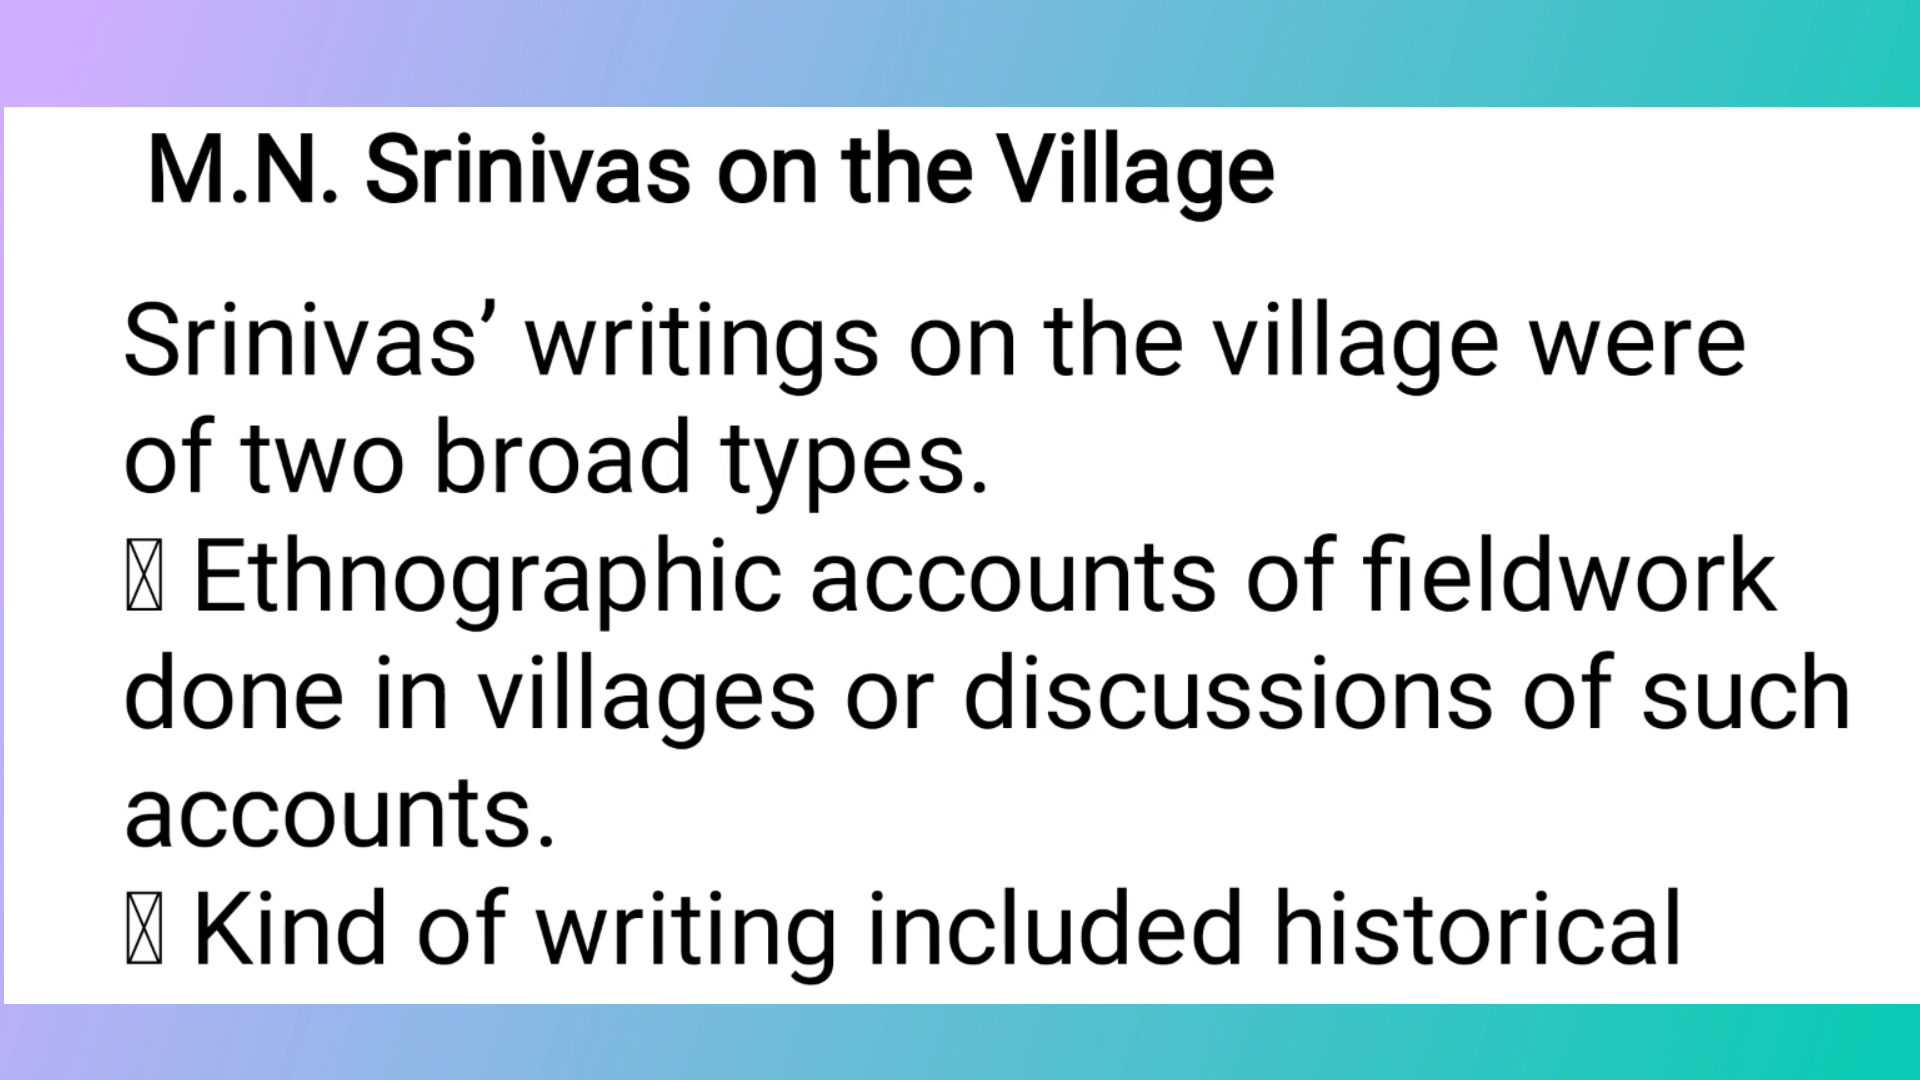 M.N. Srinivas on the Village
Srinivas’ writings on the village were
of two broad types.
Ethnographic accounts of fieldwork
done in villages or discussions of such
accounts.
Kind of writing included historical